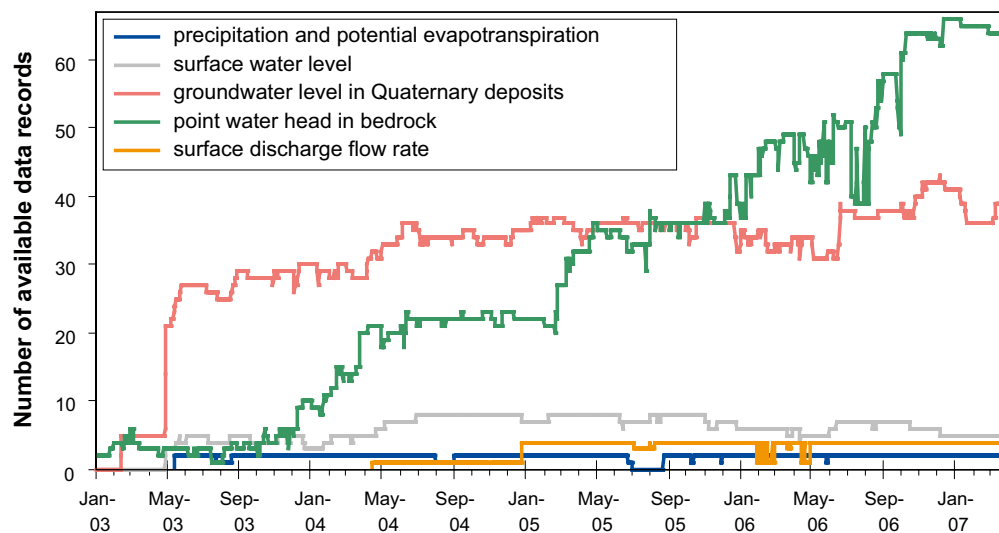 Number of available data records
60
50
40
30
20
10
0
precipitation and potential evapotranspiration
surface water level
groundwater level in Quaternary deposits
point water head in bedrock
surface discharge flow rate
Jan- May- Sep- Jan- May- Sep- Jan- May- Sep- Jan- May- Sep- Jan-
03 03 03 04 04 04 05 05 05 06 06 06 07